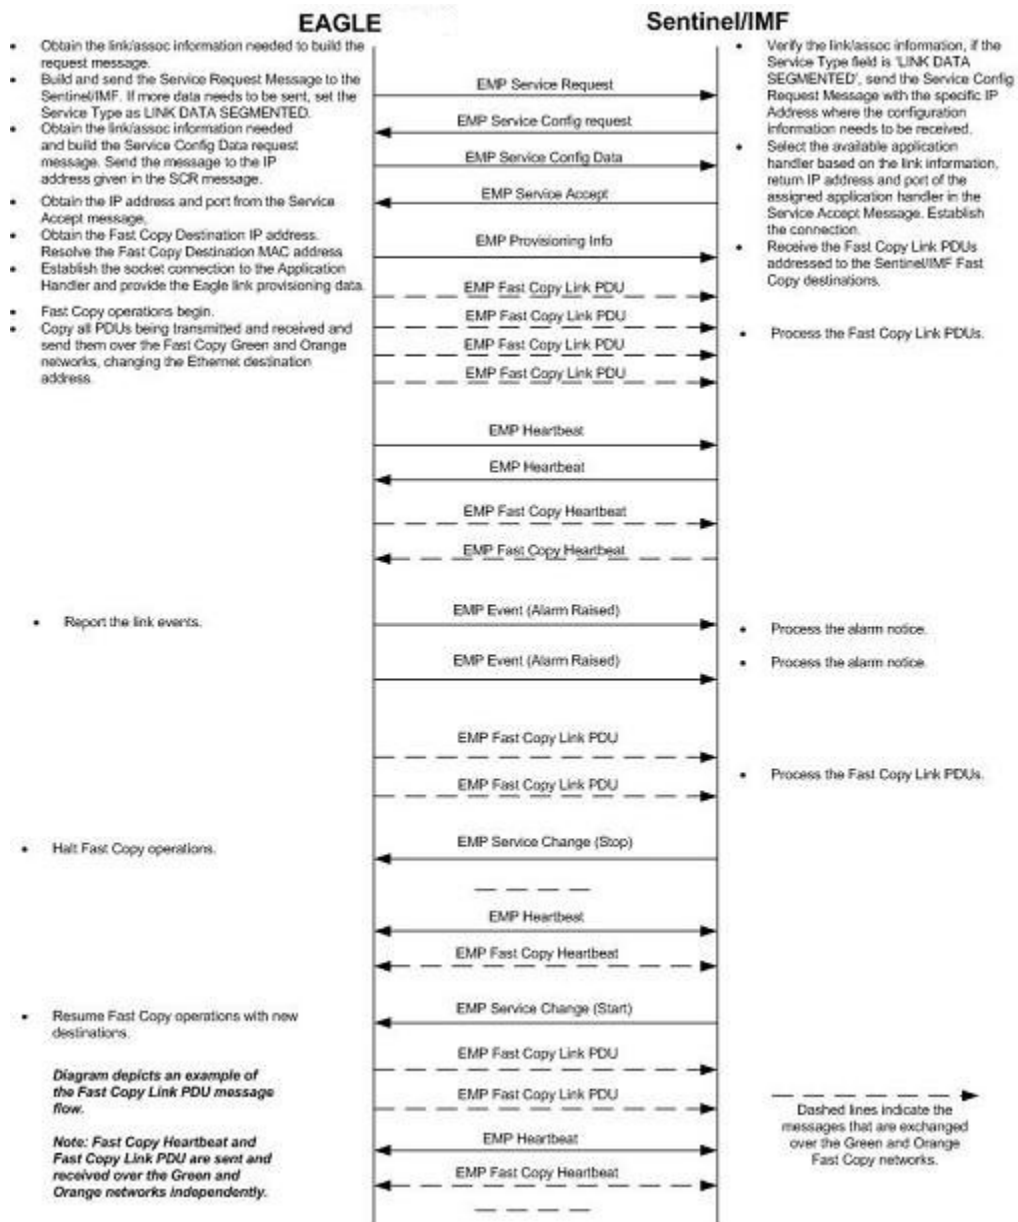 EAGLE
Sentinel/IMF
• Obtain the link/assoc information needed to build the
request message.
• Build and send the Service Request Message to the
Sentinel/IMF. If more data needs to be sent, set the
Service Type as LINK DATA SEGMENTED.
• Obtain the link/assoc information needed
and build the Service Config Data request
message. Send the message to the IP
address given in the SCR message.
• Obtain the IP address and port from the Service
Accept message,
• Obtain the Fast Copy Destination IP address.
Resolve the Fast Copy Destination MAC address
• Establish the socket connection to the Application
Handler and provide the Eagle link provisioning data.
• Fast Copy operations begin.
• Copy all PDUs being transmitted and received and
send them over the Fast Copy Green and Orange
networks, changing the Ethernet destination
address.
EMP Service Request
EMP Service Config request
EMP Service Config Data
EMP Service Accept
EMP Provisioning Info
EMP Fast Copy Link PDU
EMP Fast Copy Link PDU
EMP Fast Copy Link PDU
EMP Fast Copy Link PDU
• Verify the link/assoc information, if the
Service Type field is 'LINK DATA
SEGMENTED', send the Service Config
Request Message with the specific IP
Address where the configuration
information needs to be received.
• Select the available application
handler based on the link information,
return IP address and port of the
assigned application handler in the
Service Accept Message. Establish
the connection.
• Receive the Fast Copy Link PDUs
addressed to the Sentinel/IMF Fast
Copy destinations.
• Process the Fast Copy Link PDUs.
EMP Heartbeat
EMP Heartbeat
EMP Fast Copy Heartbeat
EMP Fast Copy Heartbeat
• Report the link events.
EMP Event (Alarm Raised)
• Process the alarm notice.
EMP Event (Alarm Raised)
• Process the alarm notice.
EMP Fast Copy Link PDU
EMP Fast Copy Link PDU
• Process the Fast Copy Link PDUs.
• Halt Fast Copy operations.
EMP Service Change (Stop)
EMP Heartbeat
EMP Fast Copy Heartbeat
• Resume Fast Copy operations with new
destinations.
EMP Service Change (Start)
EMP Fast Copy Link PDU
EMP Fast Copy Link PDU
EMP Heartbeat
EMP Fast Copy Heartbeat
Diagram depicts an example of
the Fast Copy Link PDU message
flow.
Note: Fast Copy Heartbeat and
Fast Copy Link PDU are sent and
received over the Green and
Orange networks independently.
Dashed lines indicate the
messages that are exchanged
over the Green and Orange
Fast Copy networks.